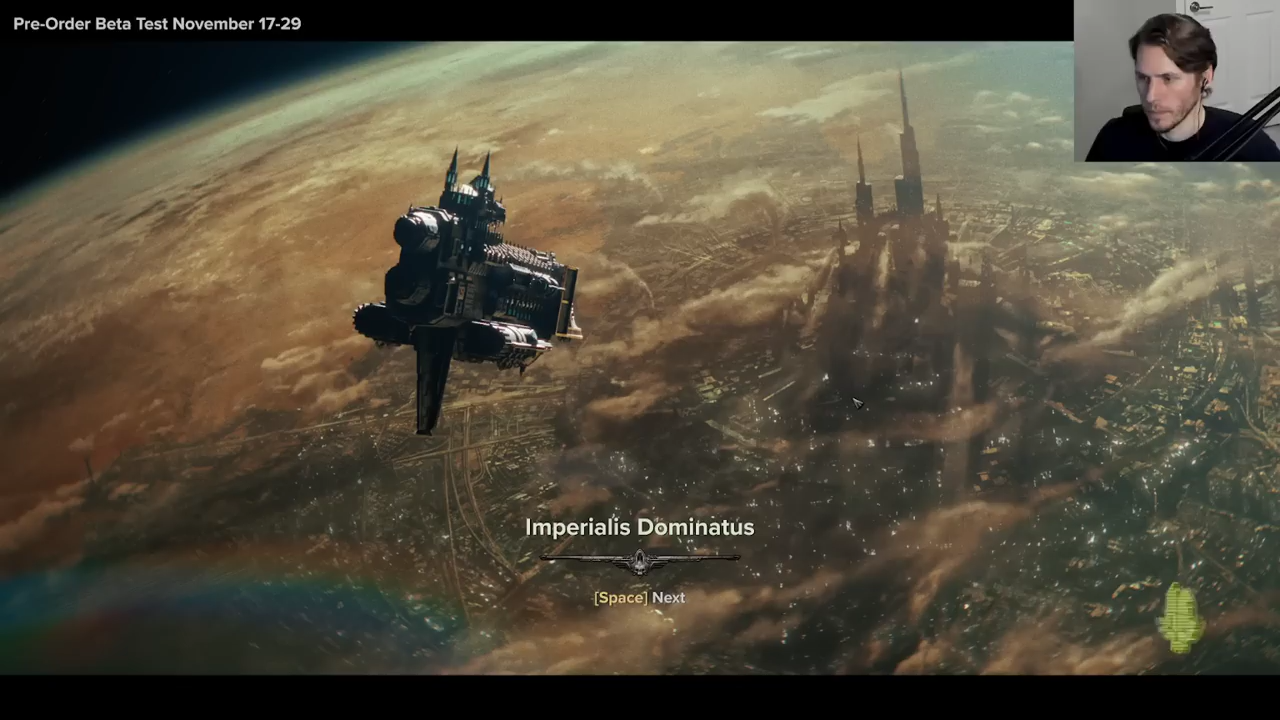 Pre-Order Beta Test November 17-29
Imperialis Dominatus
[Space] Next